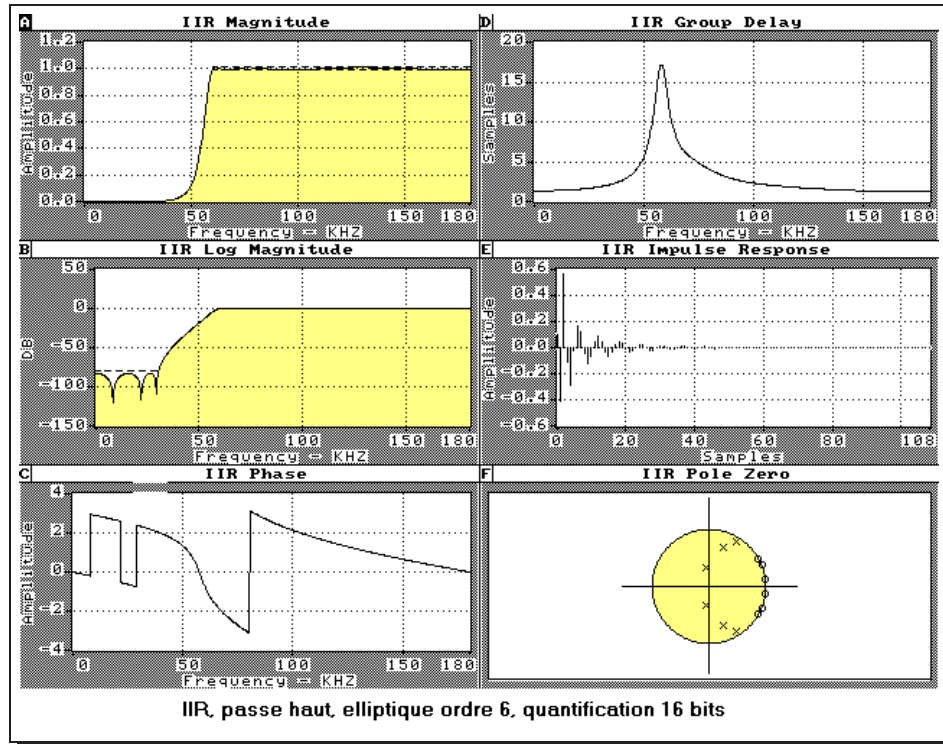 A IIR Magnitude
1.2
1.0
0.8
0.6
0.4
0.2
0.0
Amplitude
0 50 100 150 180
Frequency - KHZ
D IIR Group Delay
20
15
10
5
0
Samples
0 50 100 150 180
Frequency - KHZ
B IIR Log Magnitude
50
0
-50
-100
-150
DB
0 50 100 150 180
Frequency - KHZ
E IIR Impulse Response
0.6
0.4
0.2
0.0
-0.2
-0.4
-0.6
Amplitude
0 20 40 60 80 108
Samples
C IIR Phase
4
2
0
-2
-4
Amplitude
0 50 100 150 180
Frequency - KHZ
F IIR Pole Zero
IIR, passe haut, elliptique ordre 6, quantification 16 bits